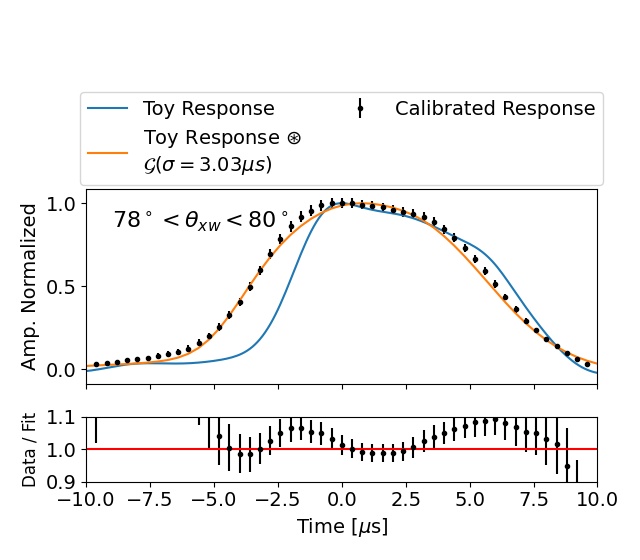 Toy Response
Toy Response ⊛
𝒢(σ = 3.03μs)
Calibrated Response
78° < θxw < 80°
Amp. Normalized
1.0
0.5
0.0
Data / Fit
1.1
1.0
0.9
−10.0 −7.5 −5.0 −2.5 0.0 2.5 5.0 7.5 10.0
Time [μs]